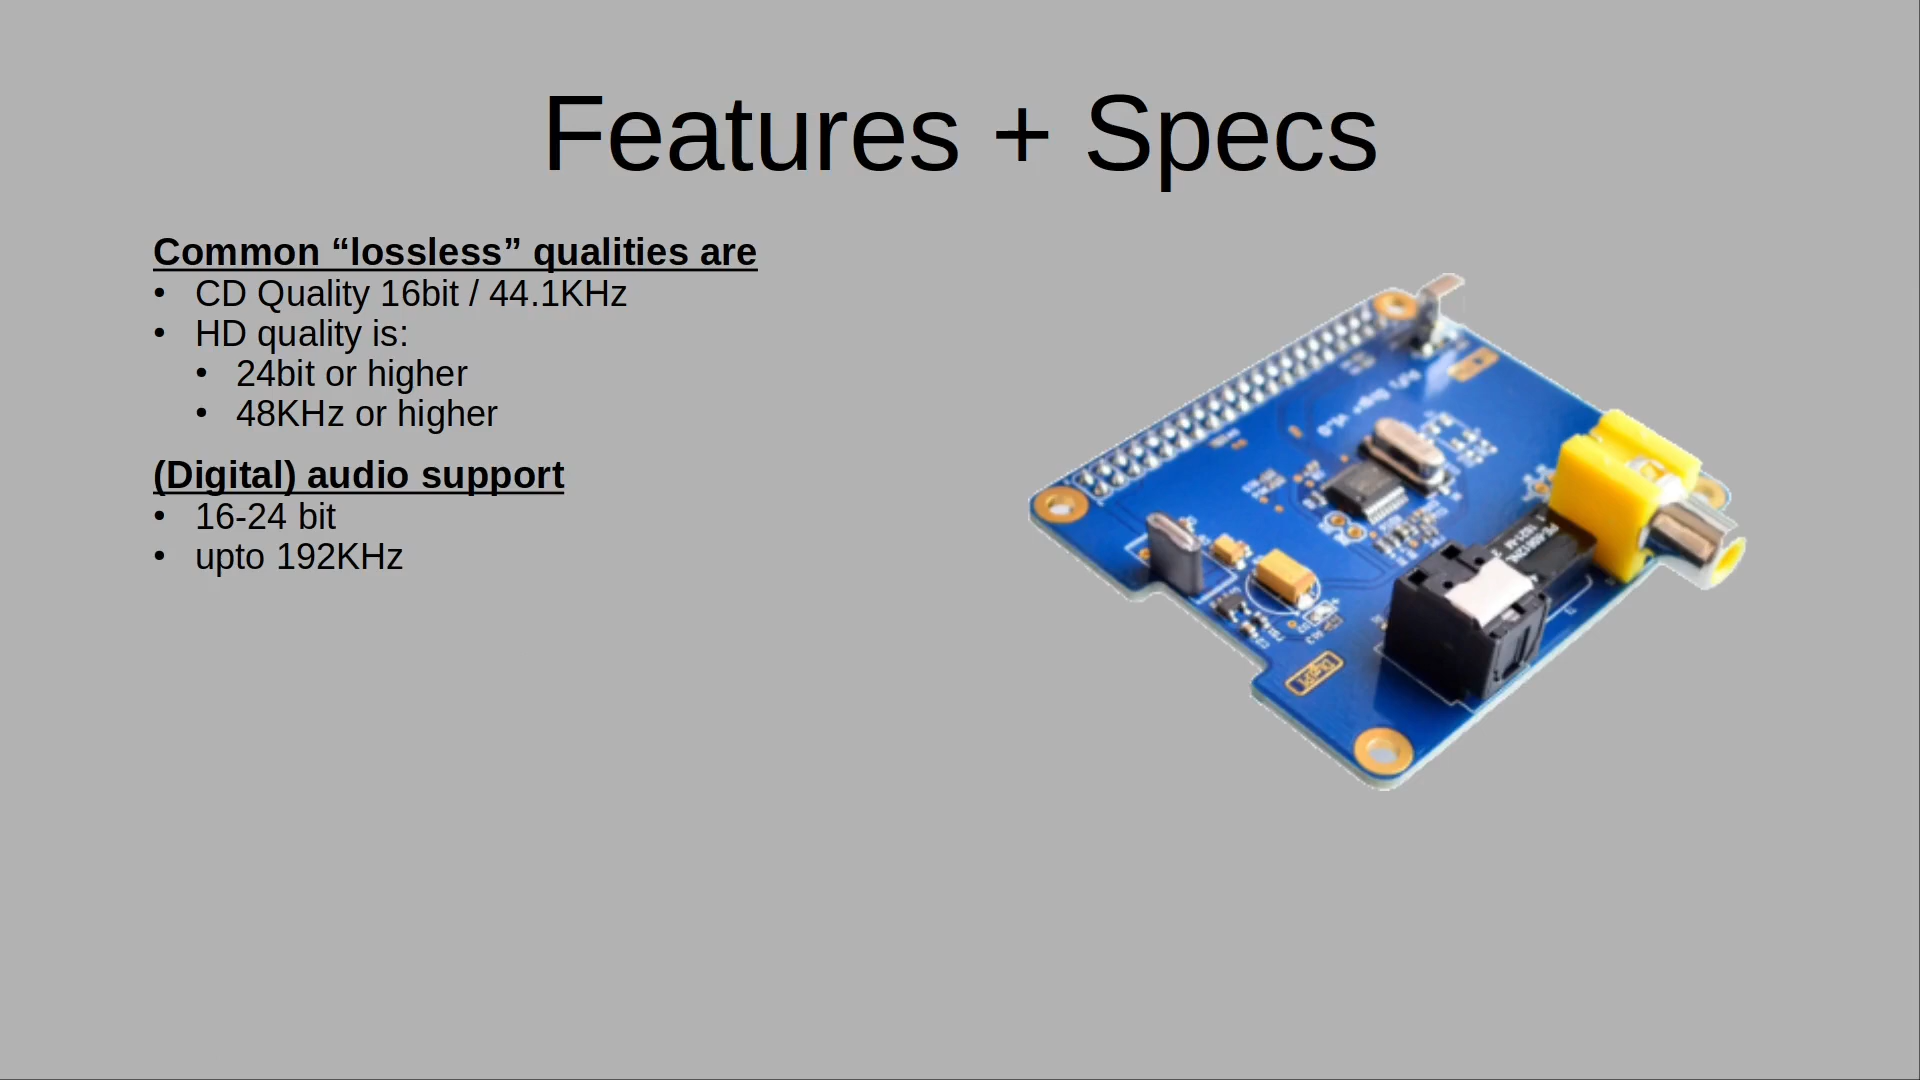 Features + Specs
Common “lossless” qualities are
• CD Quality 16bit / 44.1KHz
• HD quality is:
• 24bit or higher
• 48KHz or higher
(Digital) audio support
• 16-24 bit
• upto 192KHz